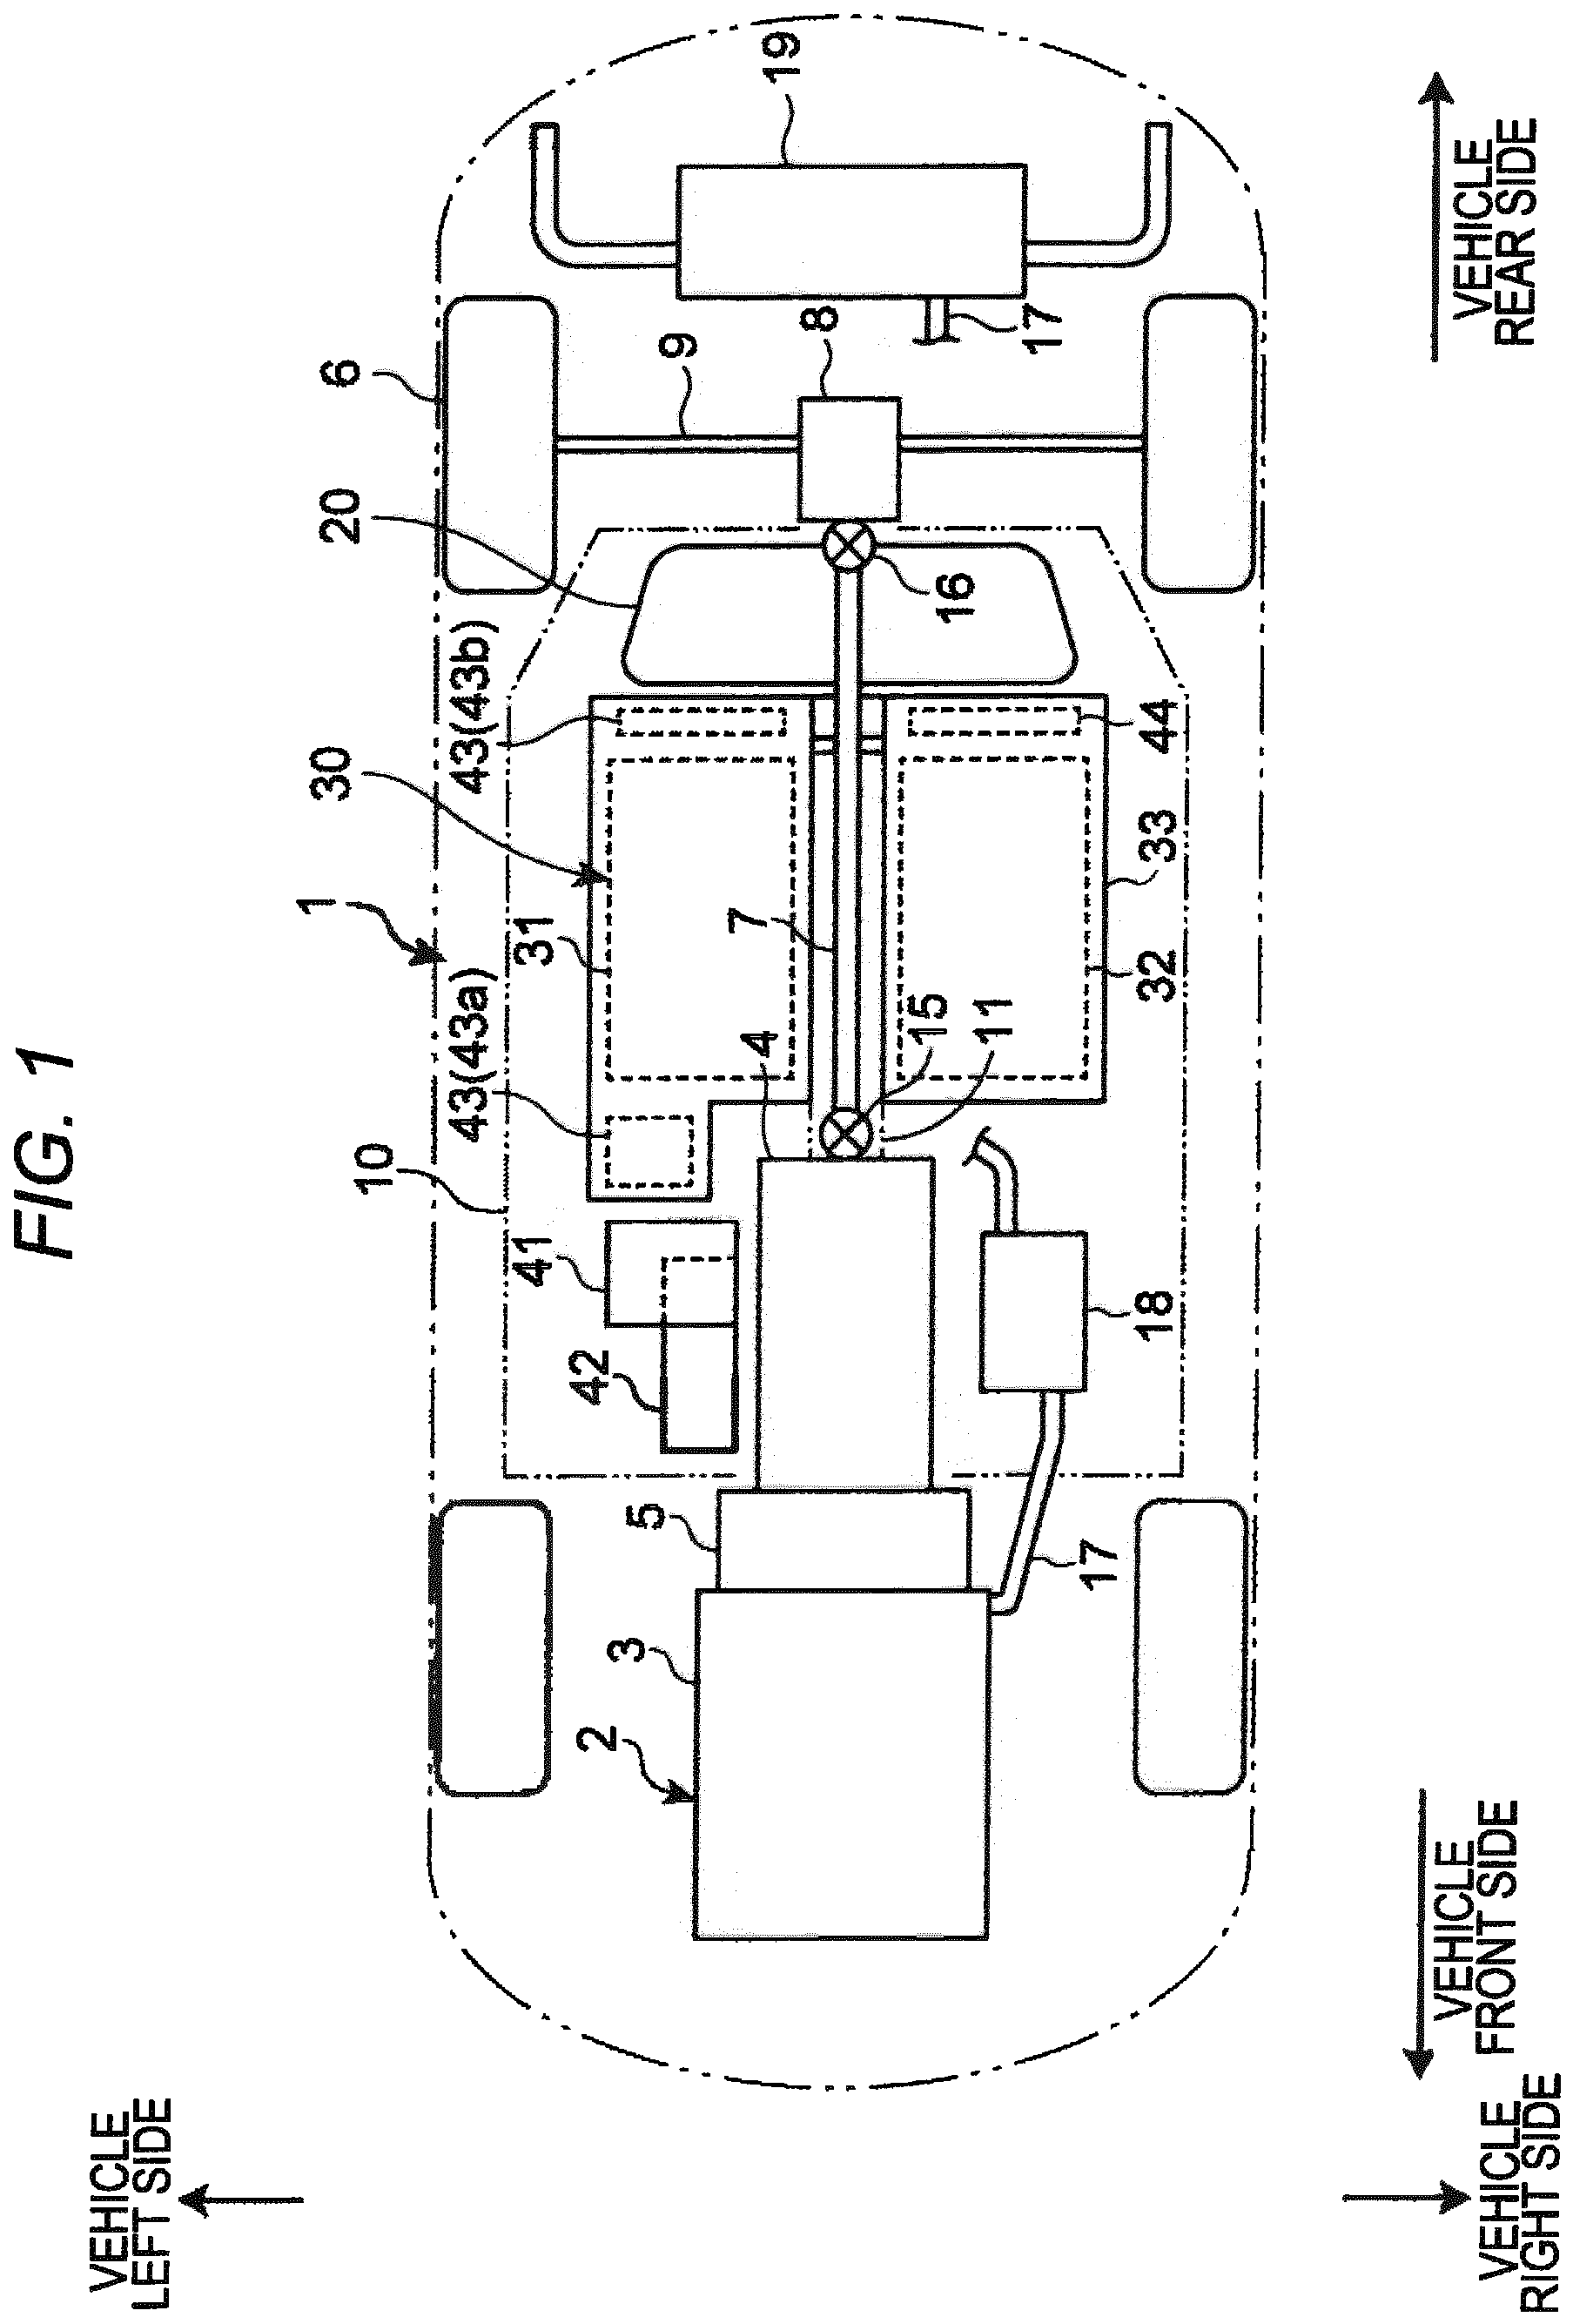 FIG. 1
VEHICLE
LEFT SIDE
1
30
20
6
10
43(43a)
43(43b)
41
31
42
2
3
5
9
7
4
19
8
15
16
11
17
17
18
32
33
44
VEHICLE
FRONT SIDE
VEHICLE
REAR SIDE
VEHICLE
RIGHT SIDE